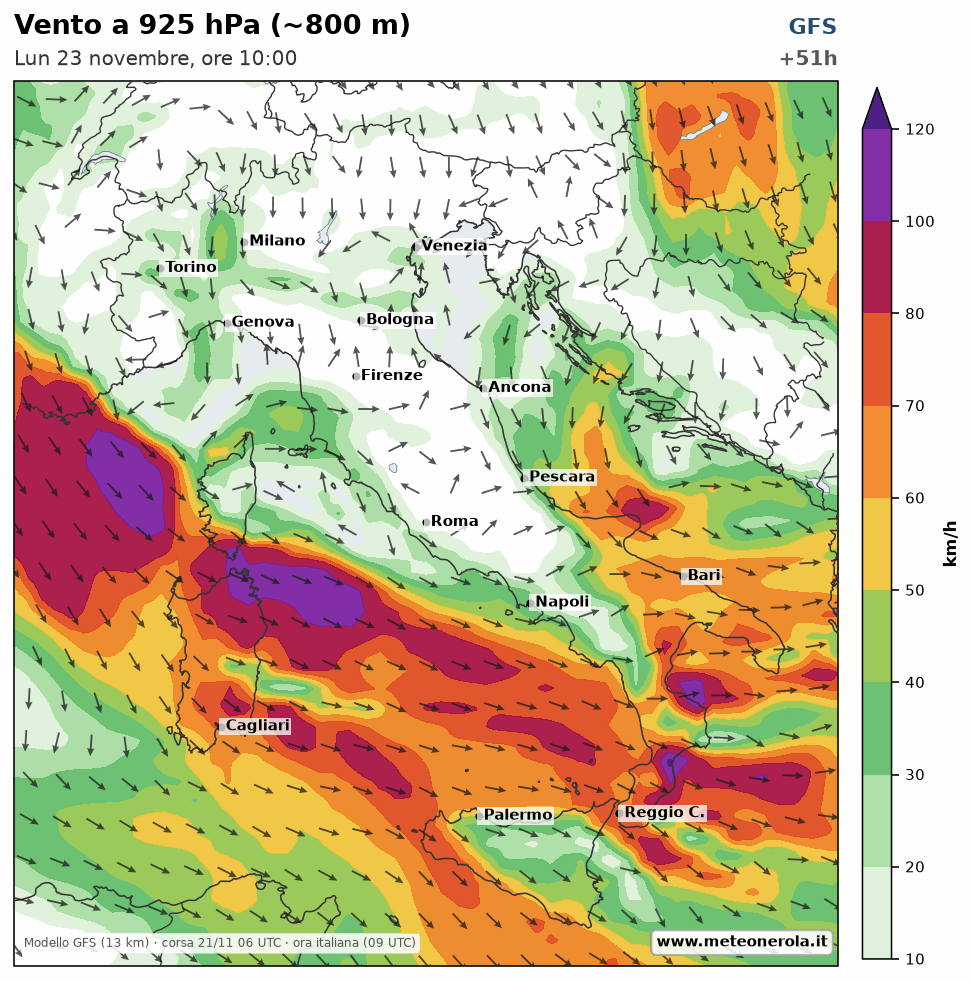 Vento a 925 hPa (~800 m)
GFS
Lun 23 novembre, ore 10:00
+51h
Milano
Venezia
Torino
Genova
Bologna
Firenze
Ancona
Pescara
Roma
Bari
Napoli
Cagliari
Palermo
Reggio C.
120
100
80
70
60
50
40
30
20
10
km/h
Modello GFS (13 km) · corsa 21/11 06 UTC · ora italiana (09 UTC)
www.meteonerola.it